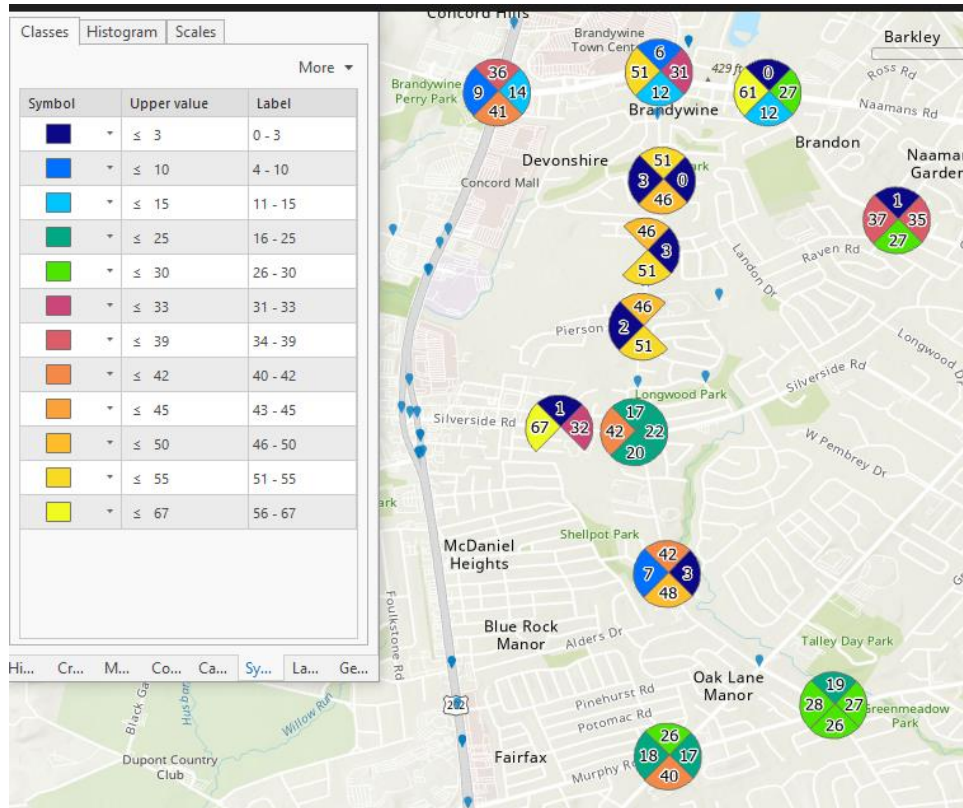 Classes Histogram Scales
More
Symbol Upper value Label
≤ 3 0 - 3
≤ 10 4 - 10
≤ 15 11 - 15
≤ 25 16 - 25
≤ 30 26 - 30
≤ 33 31 - 33
≤ 39 34 - 39
≤ 42 40 - 42
≤ 45 43 - 45
≤ 50 46 - 50
≤ 55 51 - 55
≤ 67 56 - 67
Hi... Cr... M... Co... Ca... Sy... La... Ge...
Concord Hills
Brandywine
Town Cent
Barkley
Ross Rd
Brandywine
Perry Park
36
9 14
41
6
51 31
12
429 ft
0
61 27
12
Naamans Rd
Brandywine
Brandon
Devonshire
Concord Mall
51
3 0
46
Naama
Garden
1
37 35
27
46
3
51
Raven Rd
Landon Dr
46
2
51
Pierson
Longwood D
Silverside Rd
Longwood Park
Silverside Rd
1
67 32
17
42 22
20
W Pembrey Dr
ark
Shellpot Park
McDaniel
Heights
42
7 3
48
Foulkstone Rd
Blue Rock
Manor
Alders Dr
Talley Day Park
Oak Lane
Manor
19
28 27
26
Greenmeadow
Park
Pinehurst Rd
Potomac Rd
202
Black Ga
Husba
Willow Run
Dupont Country
Club
Fairfax
26
18 17
40
Murphy Rd